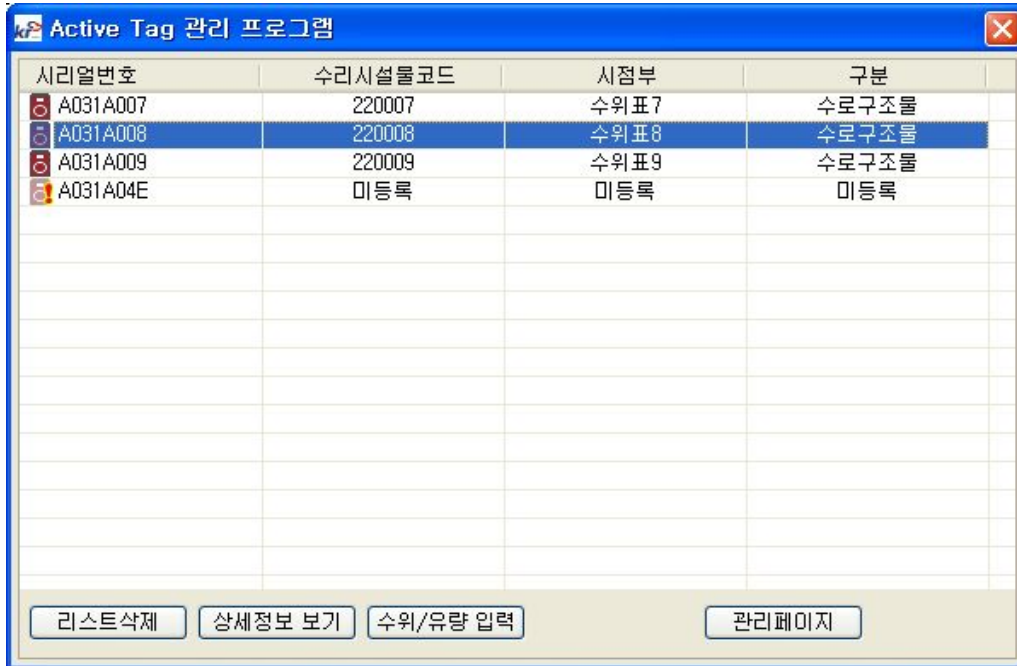 Active Tag 관리 프로그램
시리얼번호 수리시설물코드 시점부 구분
A031A007 220007 수위표7 수로구조물
A031A008 220008 수위표8 수로구조물
A031A009 220009 수위표9 수로구조물
A031A04E 미등록 미등록 미등록
리스트삭제 상세정보 보기 수위/유량 입력 관리페이지